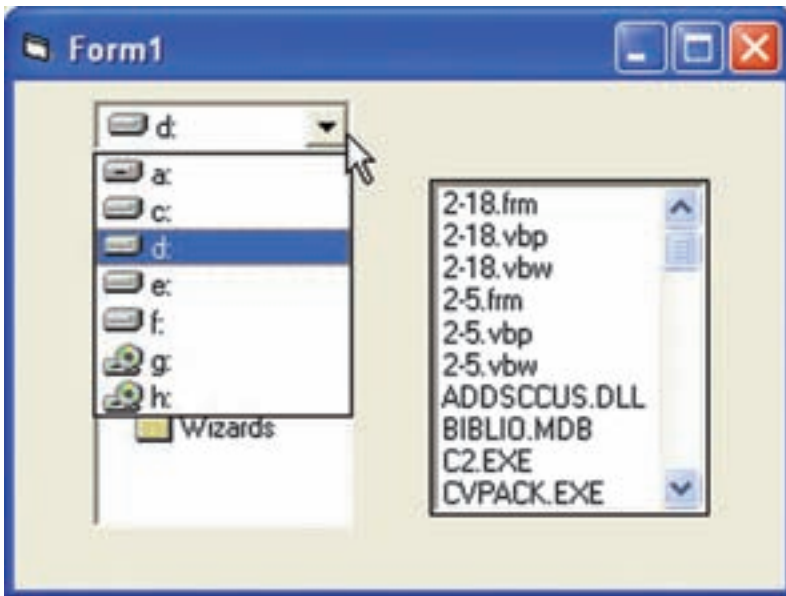 Form1
d:
a:
c:
d:
e:
f:
g:
h:
Wizards
2-18.frm
2-18.vbp
2-18.vbw
2-5.frm
2-5.vbp
2-5.vbw
ADDSCCUS.DLL
BIBLIO.MDB
C2.EXE
CVPACK.EXE